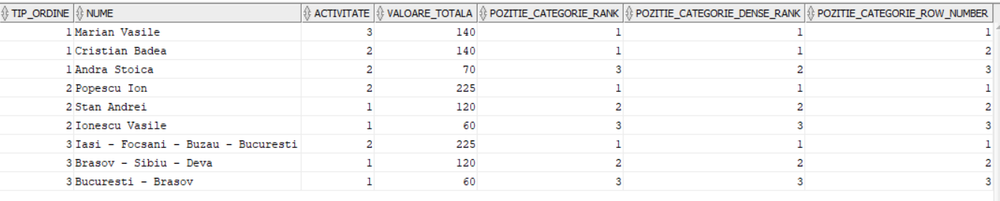 TIP_ORDINE NUME ACTIVITATE VALOARE_TOTALA POZITIE_CATEGORIE_RANK POZITIE_CATEGORIE_DENSE_RANK POZITIE_CATEGORIE_ROW_NUMBER
1 Marian Vasile 3 140 1 1 1
1 Cristian Badea 2 140 1 1 2
1 Andra Stoica 2 70 3 2 3
2 Popescu Ion 2 225 1 1 1
2 Stan Andrei 1 120 2 2 2
2 Ionescu Vasile 1 60 3 3 3
3 Iasi - Focsani - Buzau - Bucuresti 2 225 1 1 1
3 Brasov - Sibiu - Deva 1 120 2 2 2
3 Bucuresti - Brasov 1 60 3 3 3